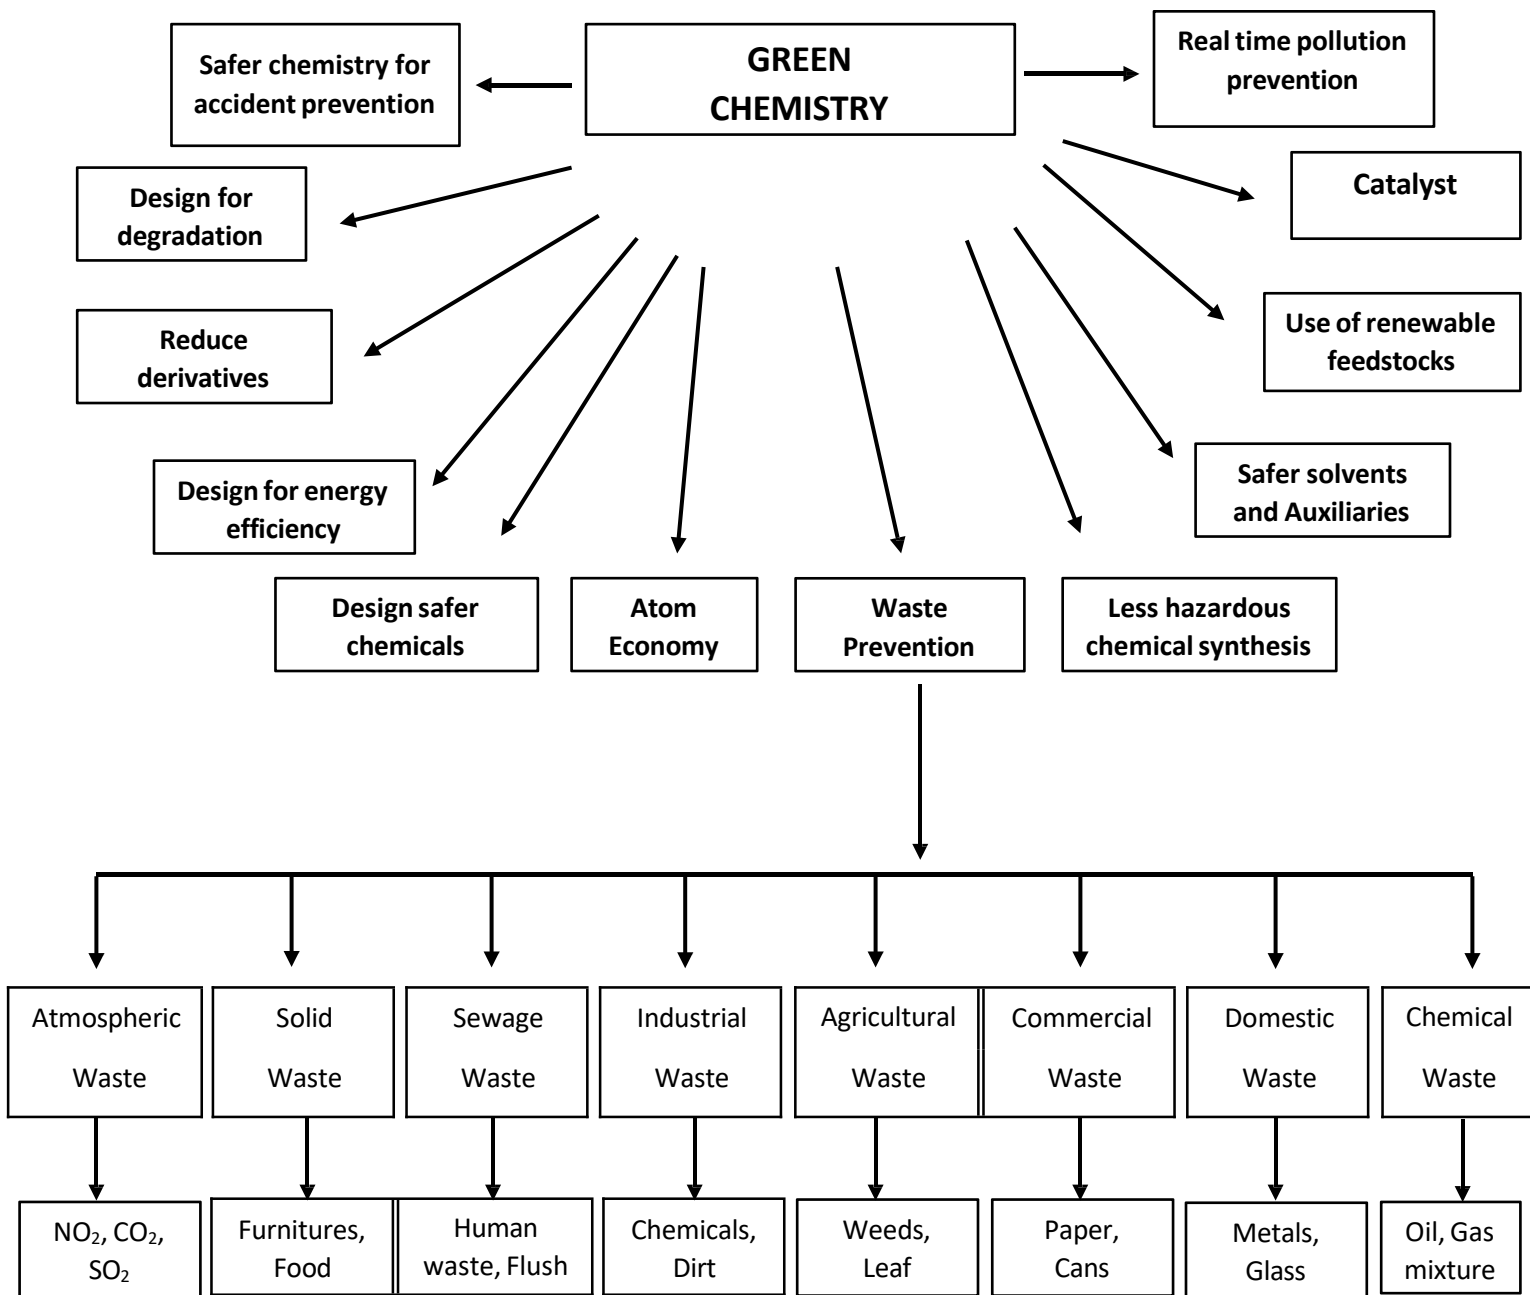 GREEN
CHEMISTRY
Safer chemistry for
accident prevention
Real time pollution
prevention
Design for
degradation
Catalyst
Reduce
derivatives
Use of renewable
feedstocks
Design for energy
efficiency
Safer solvents
and Auxiliaries
Design safer
chemicals
Atom
Economy
Waste
Prevention
Less hazardous
chemical synthesis
Atmospheric
Waste
Solid
Waste
Sewage
Waste
Industrial
Waste
Agricultural
Waste
Commercial
Waste
Domestic
Waste
Chemical
Waste
NO₂, CO₂,
SO₂
Furnitures,
Food
Human
waste, Flush
Chemicals,
Dirt
Weeds,
Leaf
Paper,
Cans
Metals,
Glass
Oil, Gas
mixture